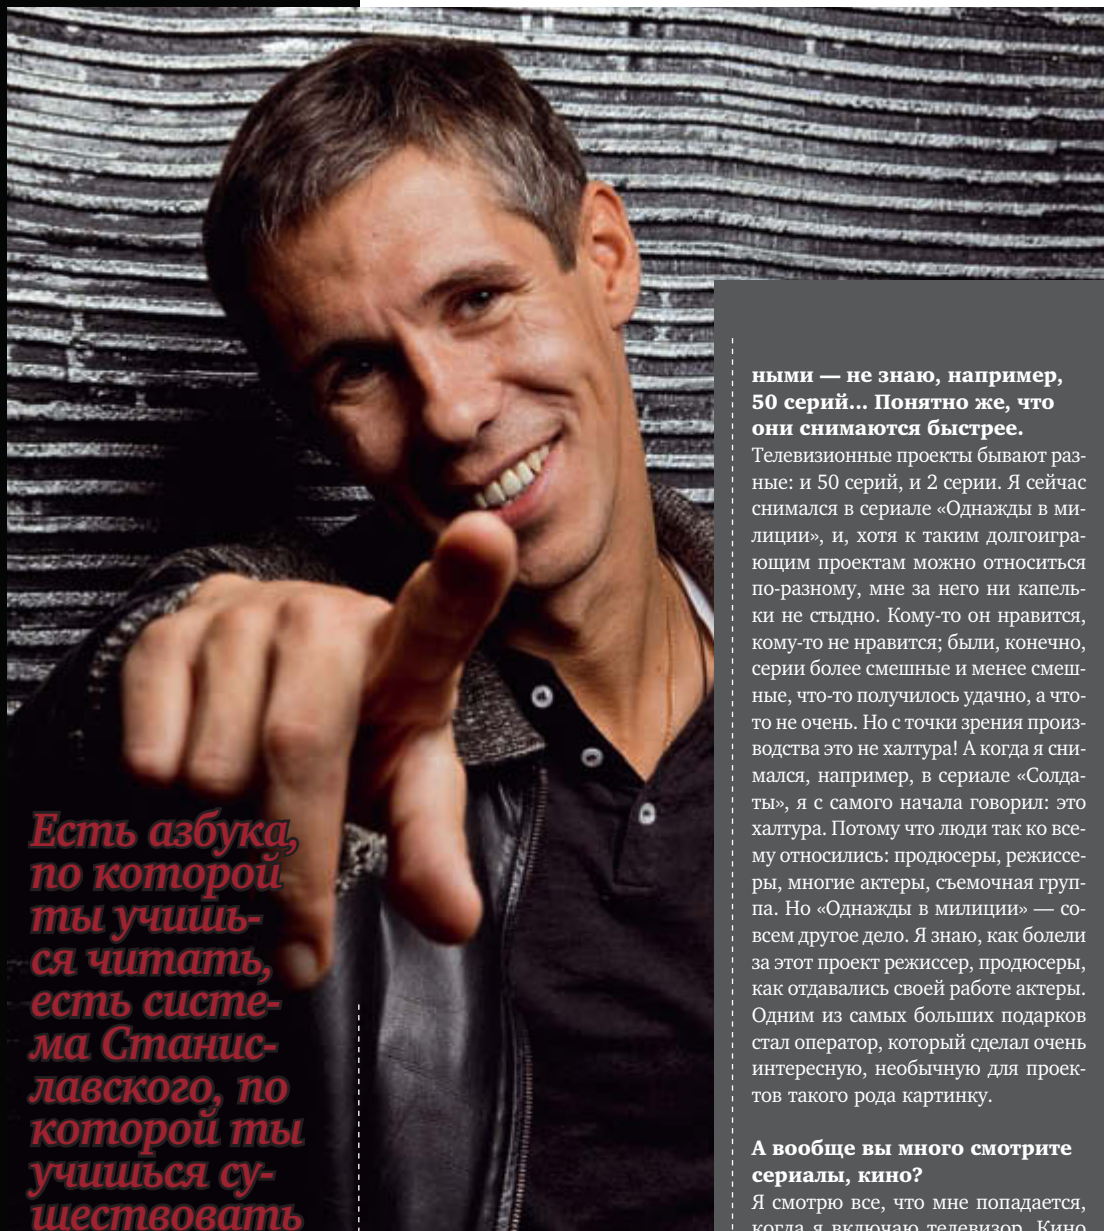 Есть азбука,
по которой
ты учишь-
ся читать,
есть систе-
ма Станис-
лавского, по
которой ты
учишься су-
ществовать
ными — не знаю, например,
50 серий... Понятно же, что
они снимаются быстрее.
Телевизионные проекты бывают раз-
ные: и 50 серий, и 2 серии. Я сейчас
снимался в сериале «Однажды в ми-
лиции», и, хотя к таким долгоигра-
ющим проектам можно относиться
по-разному, мне за него ни капель-
ки не стыдно. Кому-то он нравится,
кому-то не нравится; были, конечно,
серии более смешные и менее смеш-
ные, что-то получилось удачно, а что-
то не очень. Но с точки зрения произ-
водства это не халтура! А когда я сни-
мался, например, в сериале «Солда-
ты», я с самого начала говорил: это
халтура. Потому что люди так ко все-
му относились: продюсеры, режиссе-
ры, многие актеры, съемочная груп-
па. Но «Однажды в милиции» — со-
всем другое дело. Я знаю, как болели
за этот проект режиссер, продюсеры,
как отдавались своей работе актеры.
Одним из самых больших подарков
стал оператор, который сделал очень
интересную, необычную для проек-
тов такого рода картинку.
А вообще вы много смотрите
сериалы, кино?
Я смотрю все, что мне попадается,
когда я включаю телевизор. Кино